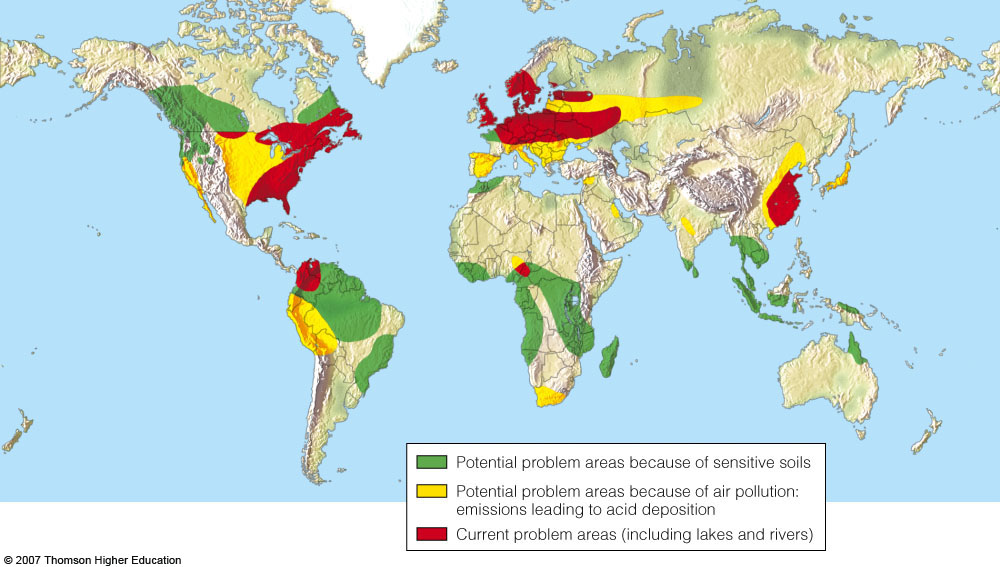 Potential problem areas because of sensitive soils
Potential problem areas because of air pollution:
emissions leading to acid deposition
Current problem areas (including lakes and rivers)
© 2007 Thomson Higher Education